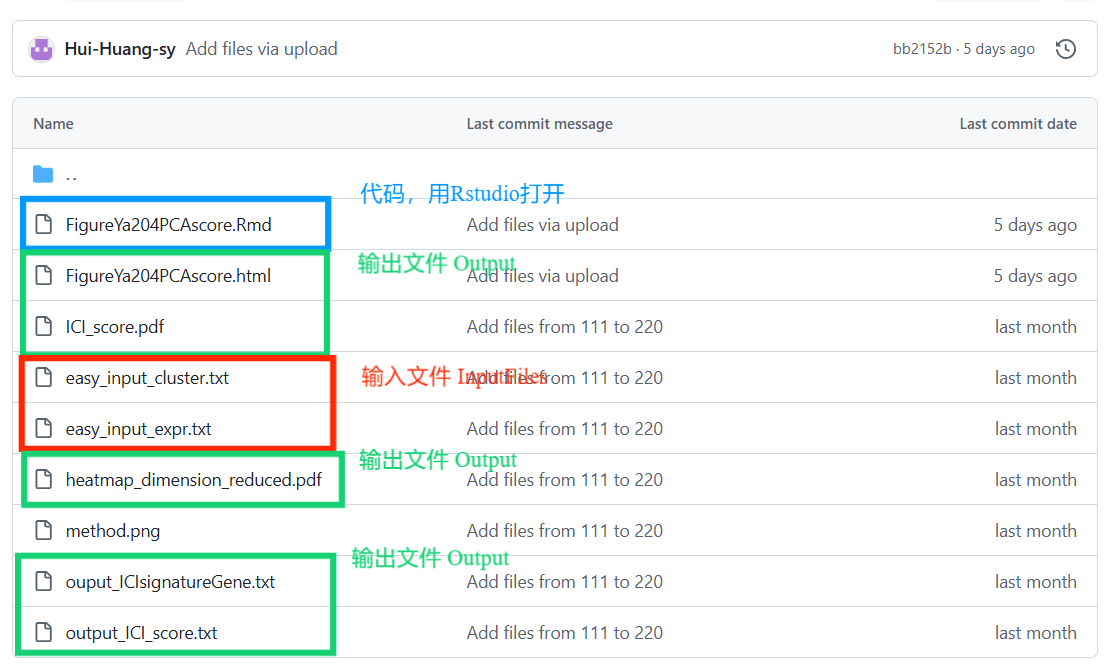 Hui-Huang-sy Add files via upload bb2152b · 5 days ago
Name Last commit message Last commit date
..
代码，用Rstudio打开
FigureYa204PCAscore.Rmd Add files via upload 5 days ago
输出文件 Output
FigureYa204PCAscore.html Add files via upload 5 days ago
ICI_score.pdf Add files from 111 to 220 last month
输入文件 InputFiles
easy_input_cluster.txt Add files from 111 to 220 last month
easy_input_expr.txt Add files from 111 to 220 last month
输出文件 Output
heatmap_dimension_reduced.pdf Add files from 111 to 220 last month
method.png Add files from 111 to 220 last month
输出文件 Output
ouput_ICIsignatureGene.txt Add files from 111 to 220 last month
output_ICI_score.txt Add files from 111 to 220 last month